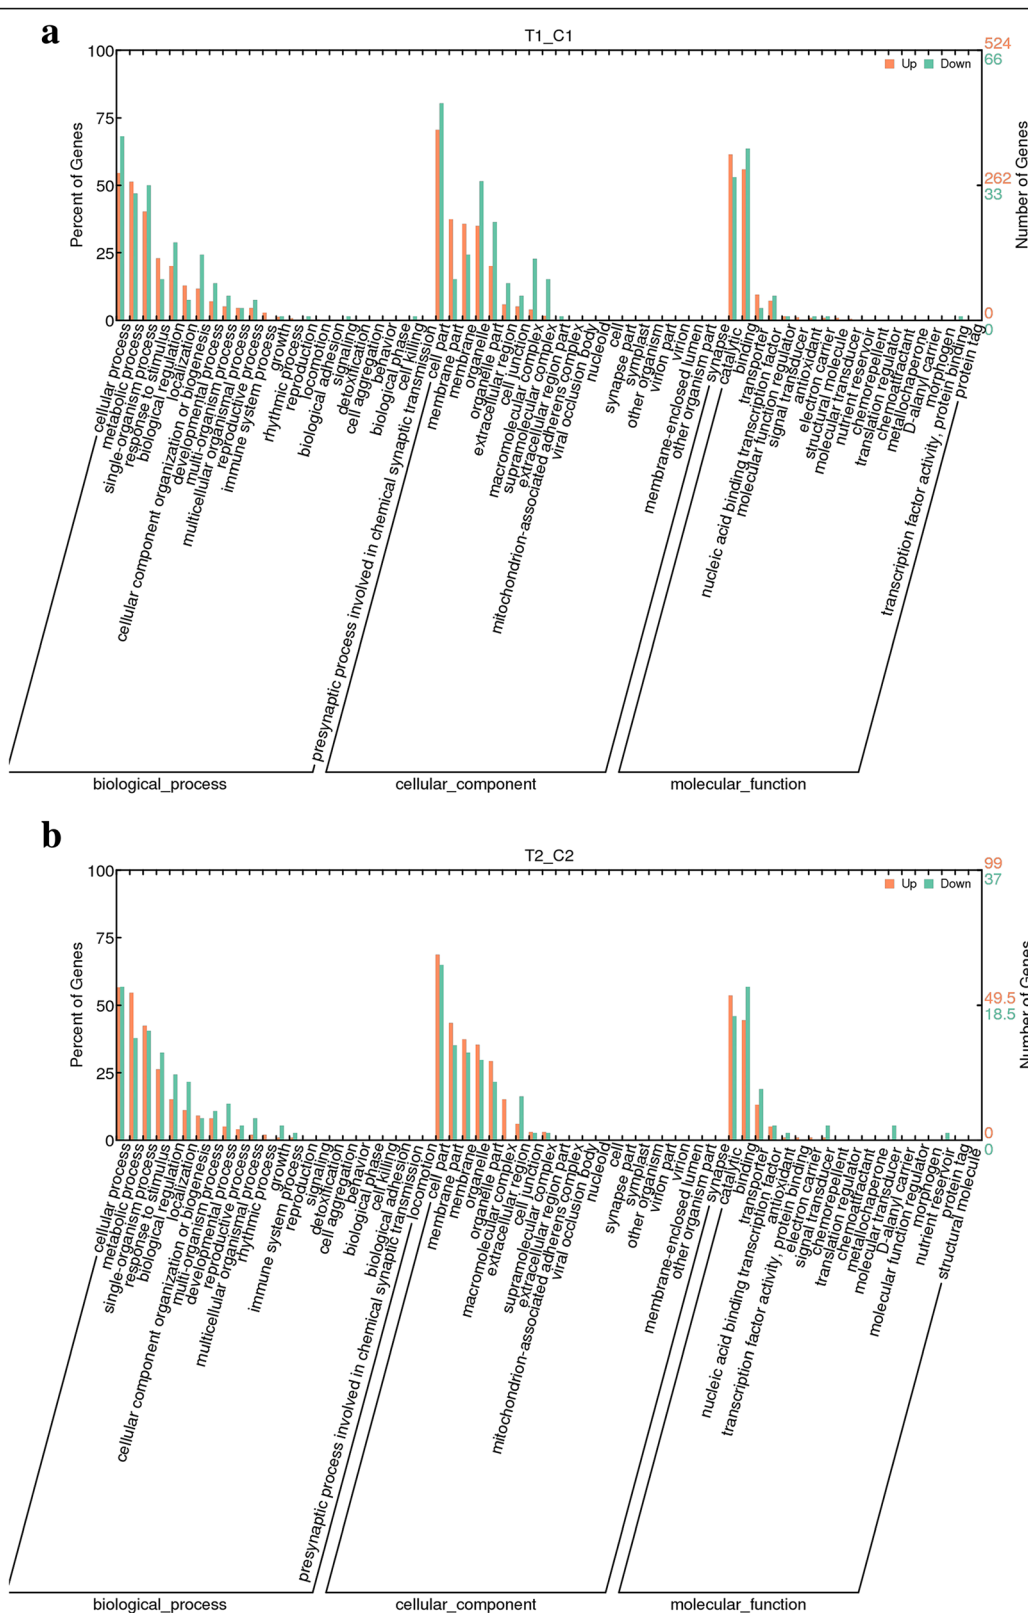 a
T1_C1
Percent of Genes
100
75
50
25
0
Up
Down
524
66
262
33
0
0
Number of Genes
cellular process
metabolic process
single-organism process
response to stimulus
biological regulation
localization
cellular component organization or biogenesis
developmental process
multi-organism process
multicellular organismal process
reproductive process
immune system process
growth
rhythmic process
reproduction
locomotion
biological adhesion
signaling
detoxification
cell aggregation
behavior
biological phase
cell killing
presynaptic process involved in chemical synaptic transmission
cell part
membrane part
membrane
organelle
organelle part
extracellular region
cell junction
macromolecular complex
supramolecular complex
extracellular region part
mitochondrion-associated adherens complex
viral occlusion body
nucleoid
cell
synapse part
symplast
other organism
virion part
virion
membrane-enclosed lumen
other organism part
synapse
catalytic
binding
transporter
nucleic acid binding transcription factor
molecular function regulator
signal transducer
antioxidant
electron carrier
structural molecule
molecular transducer
nutrient reservoir
chemorepellent
translation regulator
chemoattractant
metallochaperone
D-alanyl carrier
morphogen
transcription factor activity, protein binding
protein tag
biological_process
cellular_component
molecular_function
b
T2_C2
Percent of Genes
100
75
50
25
0
Up
Down
99
37
49.5
18.5
0
0
Number of Genes
cellular process
metabolic process
single-organism process
response to stimulus
biological regulation
localization
cellular component organization or biogenesis
multi-organism process
developmental process
reproductive process
multicellular organismal process
rhythmic process
growth
immune system process
reproduction
signaling
detoxification
cell aggregation
behavior
biological phase
cell killing
biological adhesion
presynaptic process involved in chemical synaptic transmission
locomotion
cell part
membrane part
membrane
organelle
organelle part
macromolecular complex
extracellular region
cell junction
supramolecular complex
extracellular region part
mitochondrion-associated adherens complex
viral occlusion body
nucleoid
cell
synapse part
symplast
other organism
virion part
virion
membrane-enclosed lumen
other organism part
synapse
catalytic
binding
transporter
nucleic acid binding transcription factor
antioxidant
transcription factor activity, protein binding
electron carrier
signal transducer
chemorepellent
translation regulator
chemoattractant
metallochaperone
molecular transducer
D-alanyl carrier
molecular function regulator
morphogen
nutrient reservoir
protein tag
structural molecule
biological_process
cellular_component
molecular_function